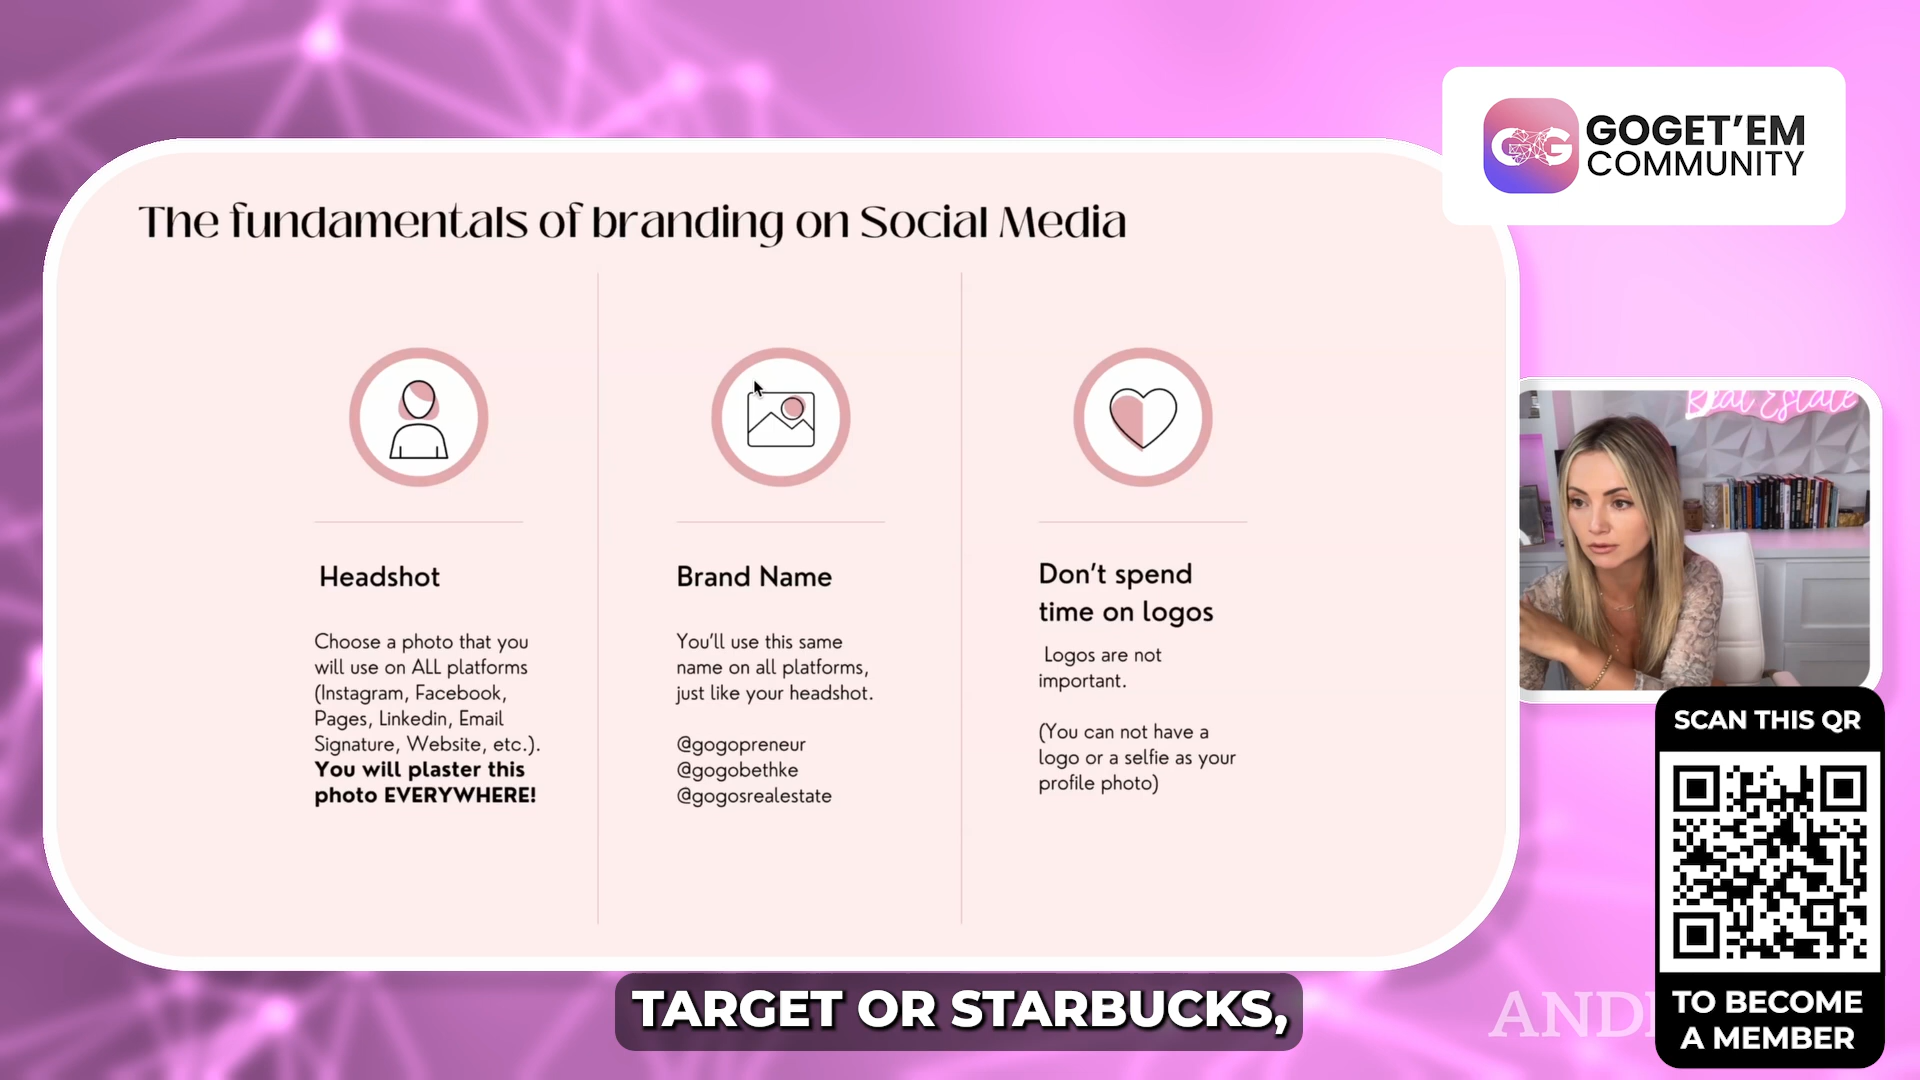 GOGET’EM
COMMUNITY
The fundamentals of branding on Social Media
Headshot
Choose a photo that you
will use on ALL platforms
(Instagram, Facebook,
Pages, Linkedin, Email
Signature, Website, etc.).
You will plaster this
photo EVERYWHERE!
Brand Name
You’ll use this same
name on all platforms,
just like your headshot.
@gogopreneur
@gogobethke
@gogosrealestate
Don’t spend
time on logos
Logos are not
important.
(You can not have a
logo or a selfie as your
profile photo)
Real Estate
SCAN THIS QR
TO BECOME
A MEMBER
TARGET OR STARBUCKS,